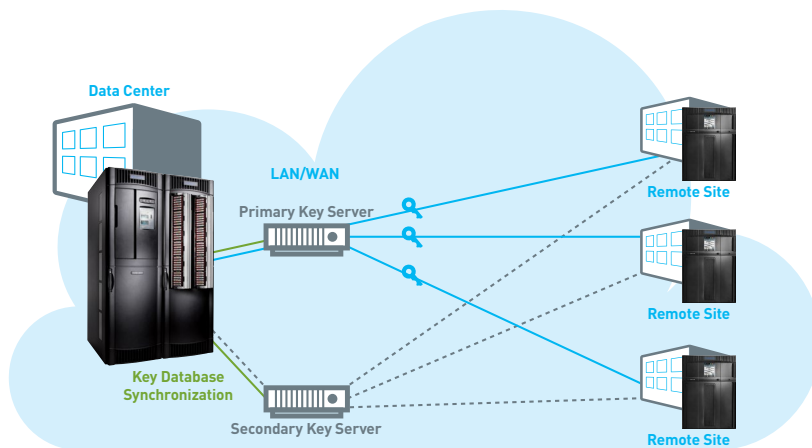 Data Center
LAN/WAN
Primary Key Server
Remote Site
Remote Site
Key Database
Synchronization
Secondary Key Server
Remote Site